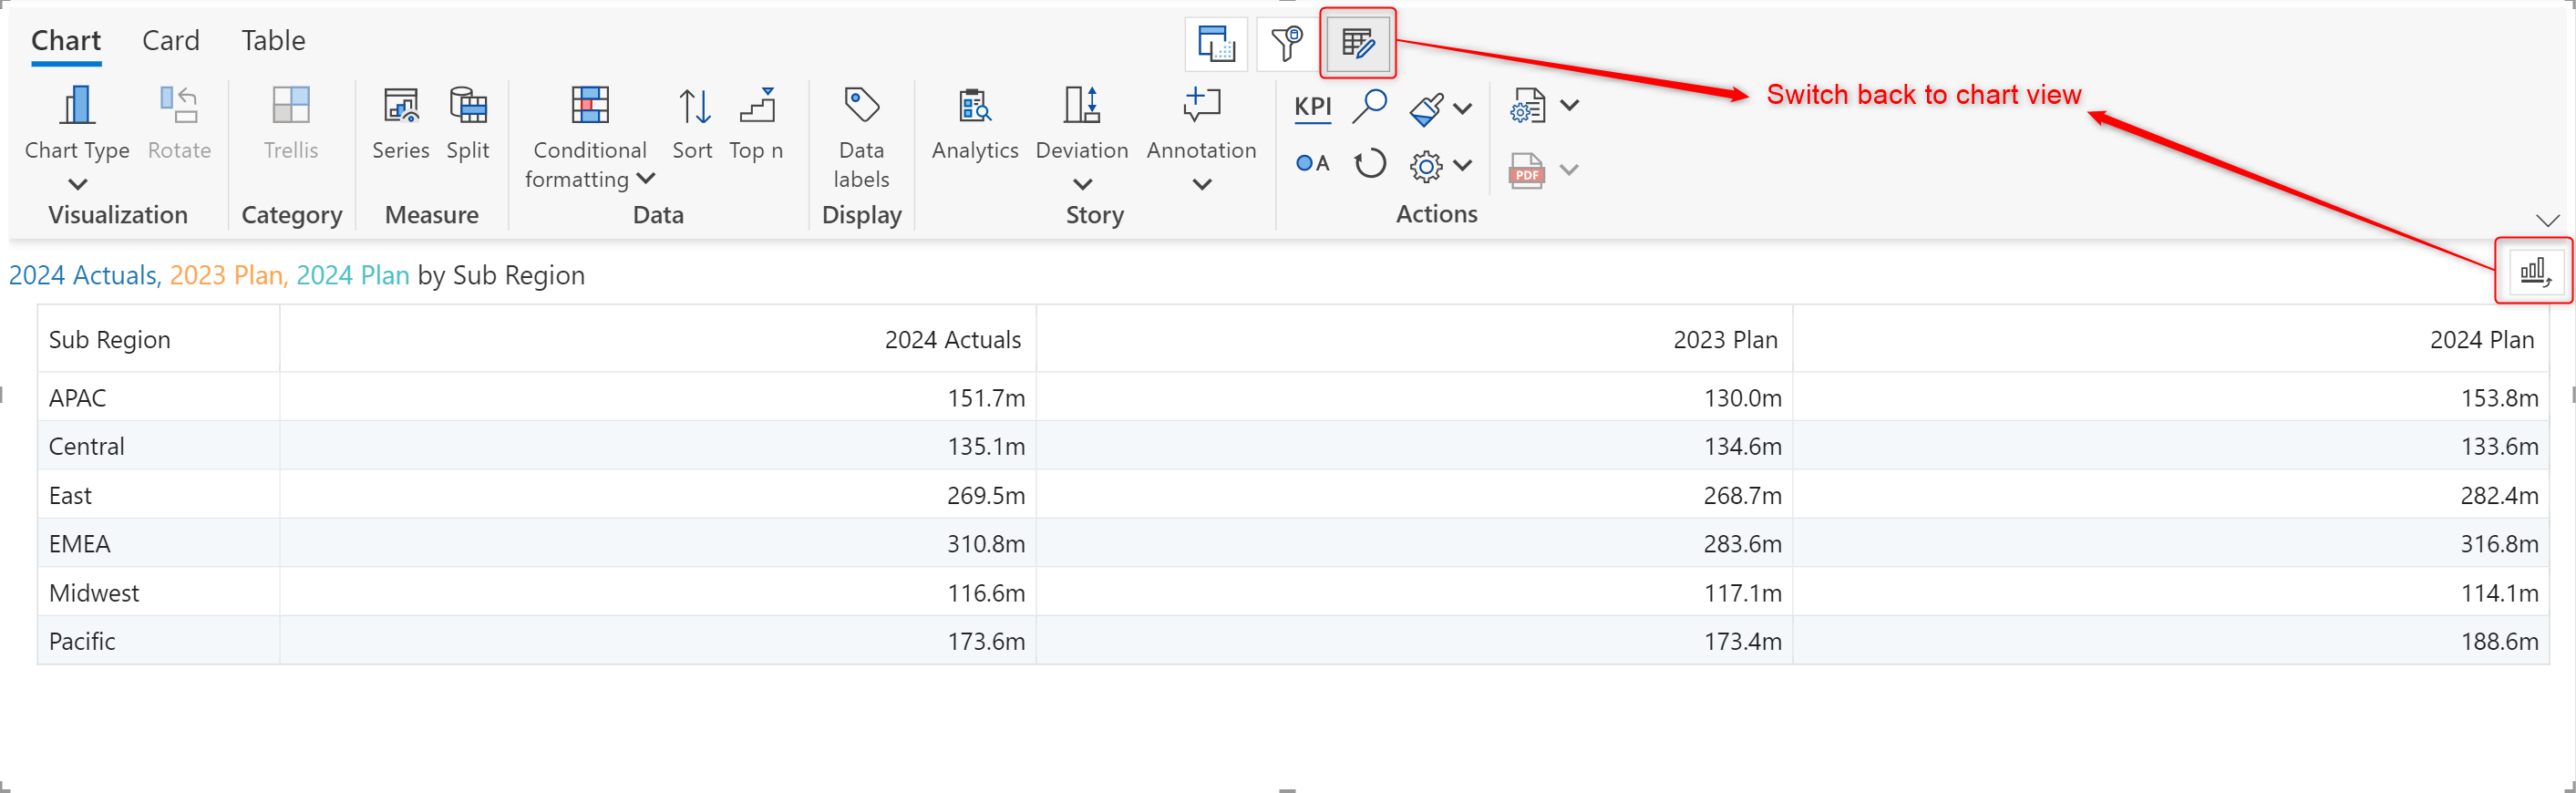 Chart Card Table
Switch back to chart view
KPI
Chart Type Rotate Trellis Series Split Conditional formatting Sort Top n Data labels Analytics Deviation Annotation
A
PDF
Visualization Category Measure Data Display Story Actions
2024 Actuals, 2023 Plan, 2024 Plan by Sub Region
Sub Region 2024 Actuals 2023 Plan 2024 Plan
APAC 151.7m 130.0m 153.8m
Central 135.1m 134.6m 133.6m
East 269.5m 268.7m 282.4m
EMEA 310.8m 283.6m 316.8m
Midwest 116.6m 117.1m 114.1m
Pacific 173.6m 173.4m 188.6m